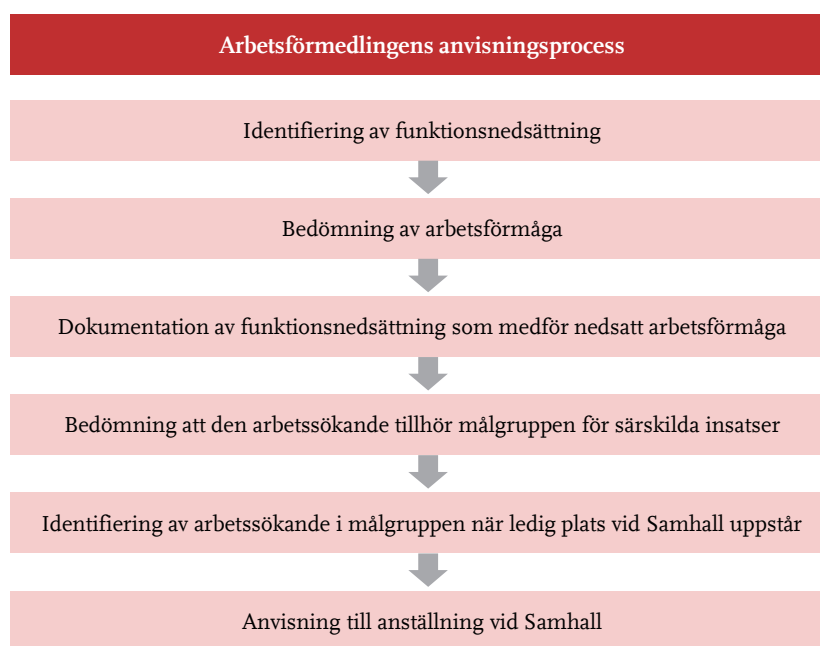 Arbetsförmedlingens anvisningsprocess
Identifiering av funktionsnedsättning
Bedömning av arbetsförmåga
Dokumentation av funktionsnedsättning som medför nedsatt arbetsförmåga
Bedömning att den arbetssökande tillhör målgruppen för särskilda insatser
Identifiering av arbetssökande i målgruppen när ledig plats vid Samhall uppstår
Anvisning till anställning vid Samhall